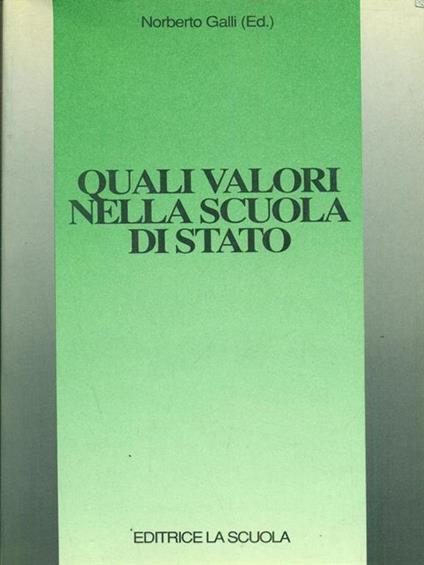 Norberto Galli (Ed.)
QUALI VALORI
NELLA SCUOLA
DI STATO
EDITRICE LA SCUOLA